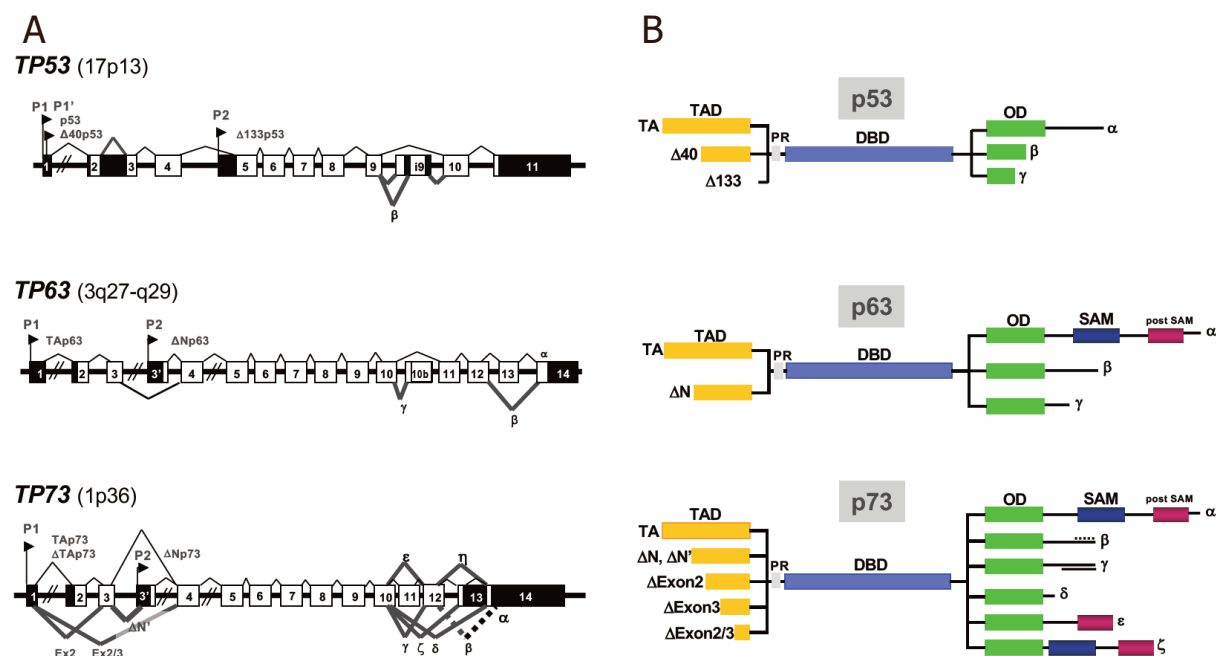 A
TP53 (17p13)
P1 P1'
p53
Δ40p53
P2
Δ133p53
1 2 3 4 5 6 7 8 9 i9 10 11
β
TP63 (3q27-q29)
P1
TAp63
P2
ΔNp63
α
1 2 3 3' 4 5 6 7 8 9 10 10b 11 12 13 14
γ
β
TP73 (1p36)
P1
TAp73
ΔTAp73
P2
ΔNp73
ε η
1 2 3 3' 4 5 6 7 8 9 10 11 12 13 14
ΔN'
α
Ex2 Ex2/3
γ ζ δ β
B
p53
TAD
TA
PR
DBD
OD
α
Δ40
β
Δ133
γ
p63
TAD
TA
PR
DBD
OD SAM post SAM
α
β
ΔN
γ
p73
TAD
TA
OD SAM post SAM
α
ΔN, ΔN'
β
PR
DBD
γ
ΔExon2
δ
ΔExon3
ε
ΔExon2/3
ζ